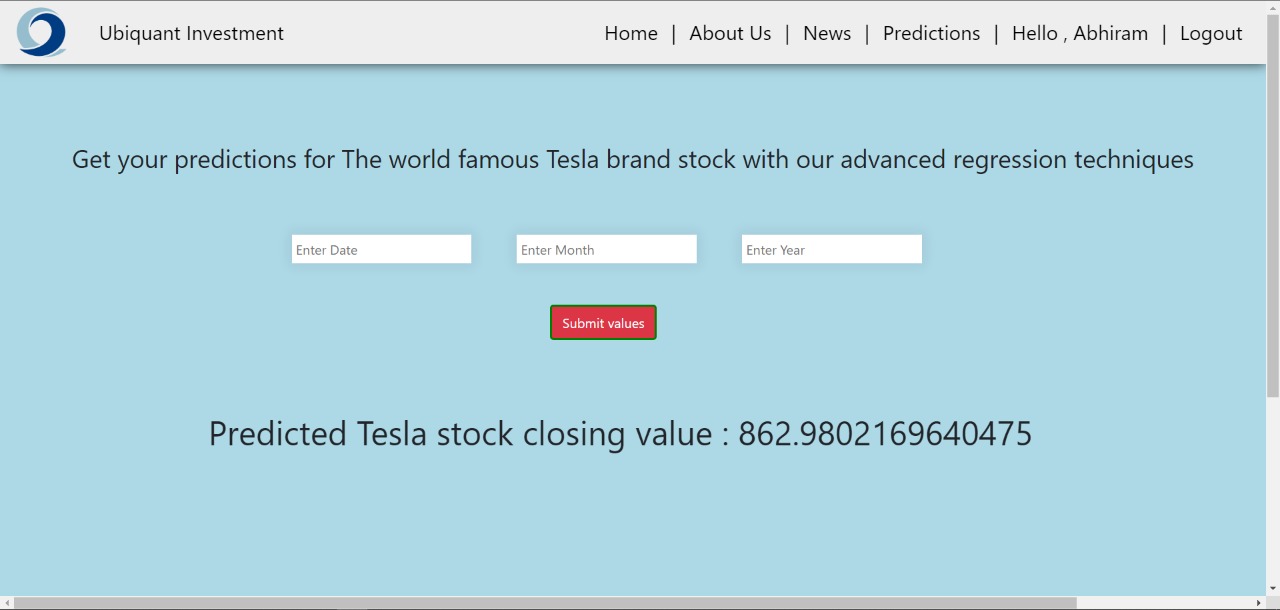 Ubiquant Investment
Home | About Us | News | Predictions | Hello , Abhiram | Logout
Get your predictions for The world famous Tesla brand stock with our advanced regression techniques
Enter Date
Enter Month
Enter Year
Submit values
Predicted Tesla stock closing value : 862.9802169640475